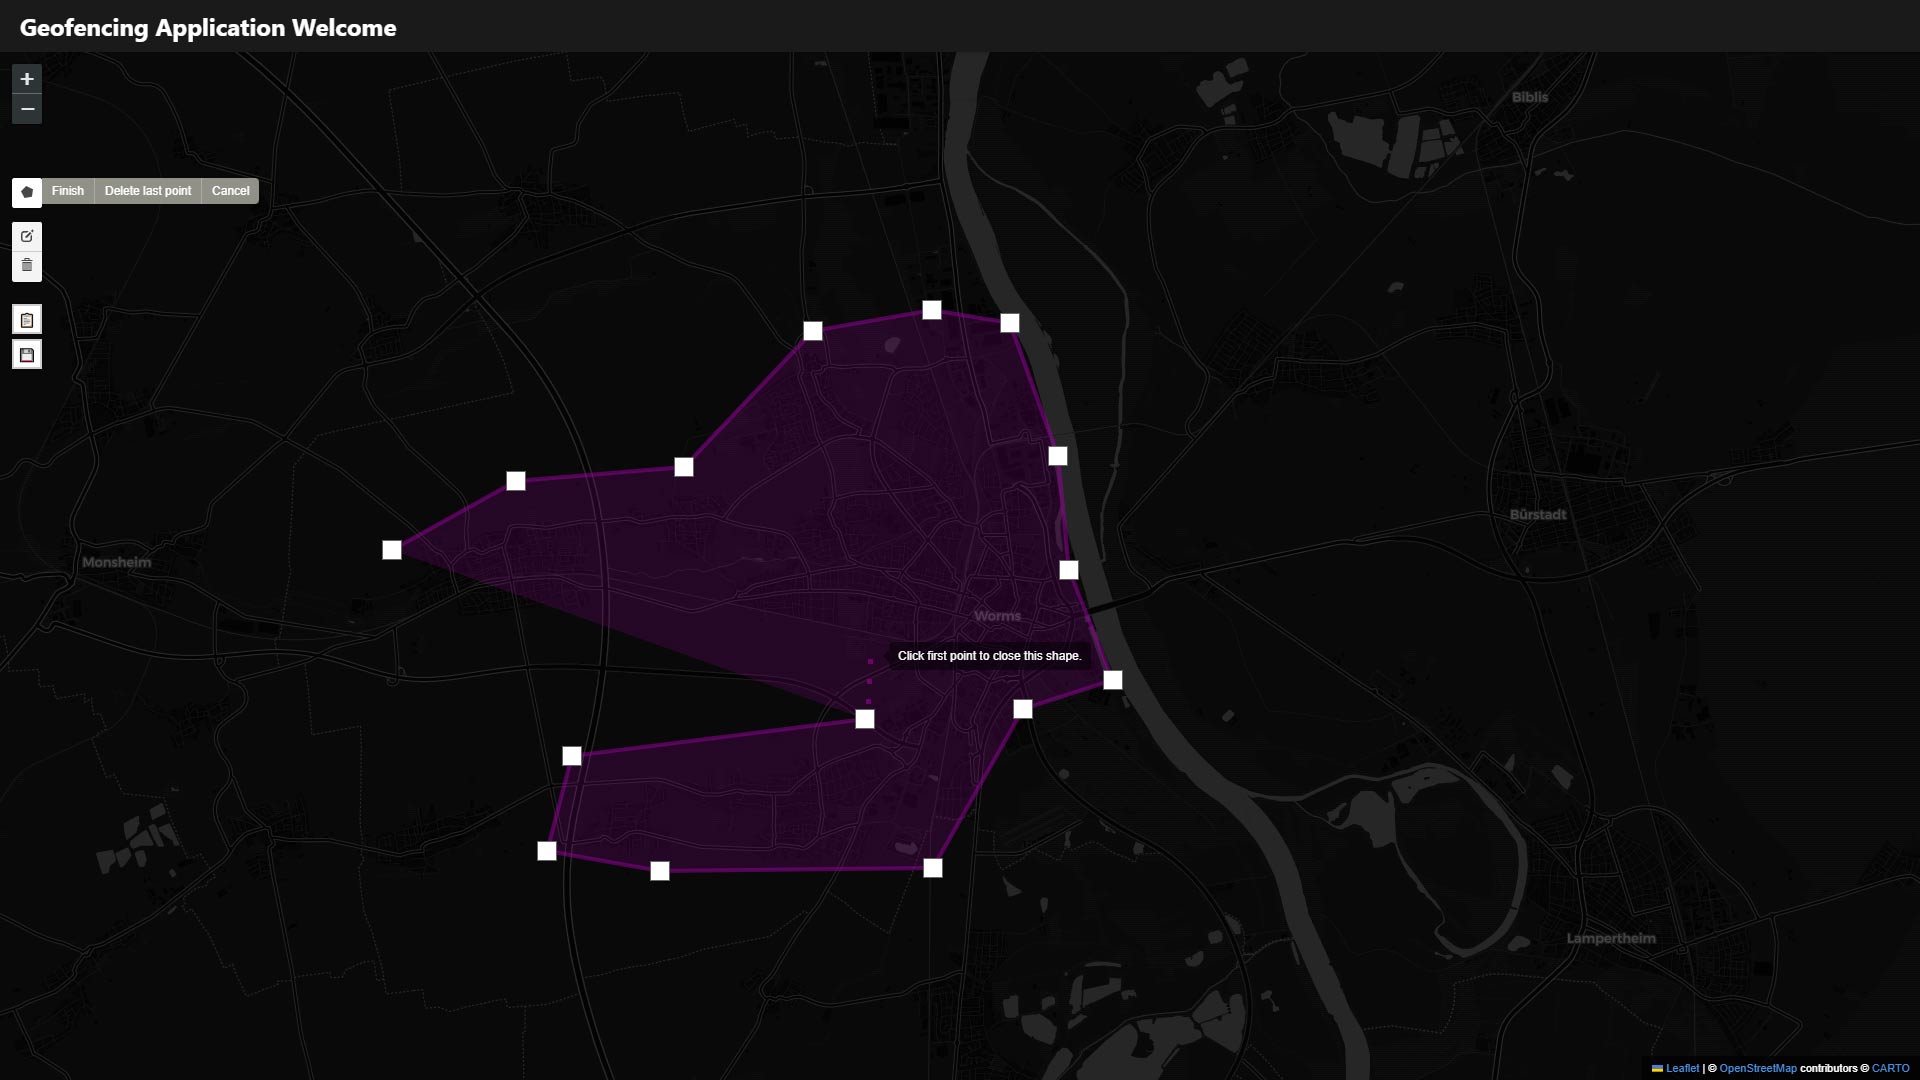 Geofencing Application Welcome
+
−
Finish
Delete last point
Cancel
Biblis
Monsheim
Bürstadt
Worms
Click first point to close this shape.
Lampertheim
Leaflet | © OpenStreetMap contributors © CARTO